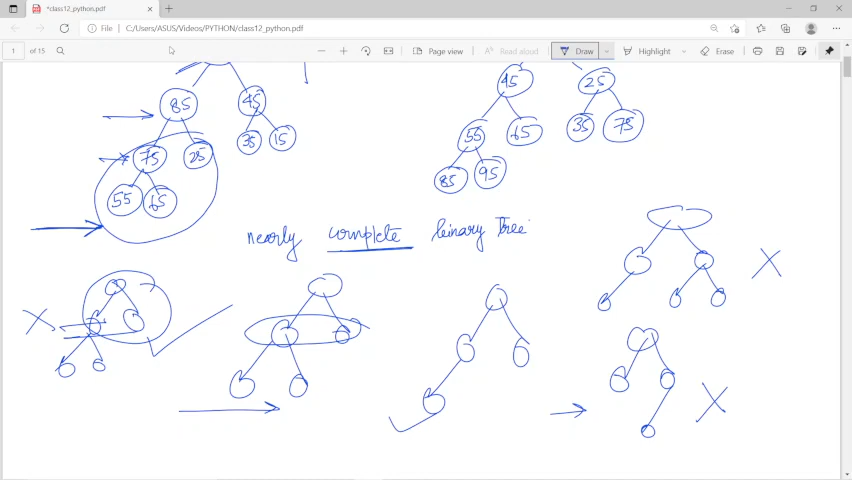 *class12_python.pdf
File
C:/Users/ASUS/Videos/PYTHON/class12_python.pdf
1 of 15
Page view
Read aloud
Draw
Highlight
Erase
85 45
45 25
75 25 35 15
55 65 35 75
55 65
85 95
nearly complete binary Tree